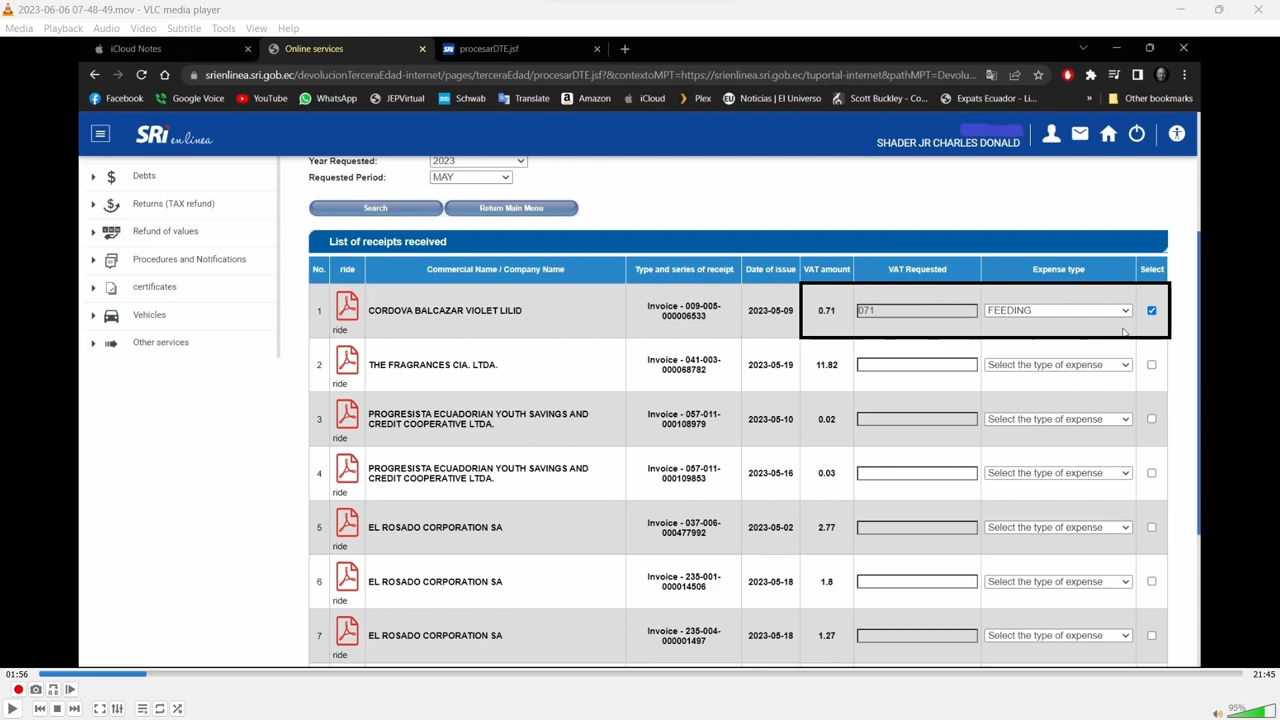 2023-06-06 07-48-49.mov - VLC media player
Media Playback Audio Video Subtitle Tools View Help
iCloud Notes Online services procesarDTE.jsf
srienlinea.sri.gob.ec/devolucionTerceraEdad-internet/pages/terceraEdad/procesarDTE.jsf?&contextoMPT=https://srienlinea.sri.gob.ec/tuportal-internet&pathMPT=Devolu...
Facebook Google Voice YouTube WhatsApp JEPVirtual Schwab Translate Amazon iCloud Plex Noticias | El Universo Scott Buckley - Co... Expats Ecuador - Li... » Other bookmarks
SRi en línea
SHADER JR CHARLES DONALD
Debts
Returns (TAX refund)
Refund of values
Procedures and Notifications
certificates
Vehicles
Other services
Year Requested: 2023
Requested Period: MAY
Search Return Main Menu
List of receipts received
No. ride Commercial Name / Company Name Type and series of receipt Date of issue VAT amount VAT Requested Expense type Select
1 ride CORDOVA BALCAZAR VIOLET LILID Invoice - 009-005-000006533 2023-05-09 0.71 071 FEEDING
2 ride THE FRAGRANCES CIA. LTDA. Invoice - 041-003-000068782 2023-05-19 11.82 Select the type of expense
3 ride PROGRESISTA ECUADORIAN YOUTH SAVINGS AND CREDIT COOPERATIVE LTDA. Invoice - 057-011-000108979 2023-05-10 0.02 Select the type of expense
4 ride PROGRESISTA ECUADORIAN YOUTH SAVINGS AND CREDIT COOPERATIVE LTDA. Invoice - 057-011-000109853 2023-05-16 0.03 Select the type of expense
5 ride EL ROSADO CORPORATION SA Invoice - 037-006-000477992 2023-05-02 2.77 Select the type of expense
6 ride EL ROSADO CORPORATION SA Invoice - 235-001-000014506 2023-05-18 1.8 Select the type of expense
7 ride EL ROSADO CORPORATION SA Invoice - 235-004-000001497 2023-05-18 1.27 Select the type of expense
01:56 21:45
95%